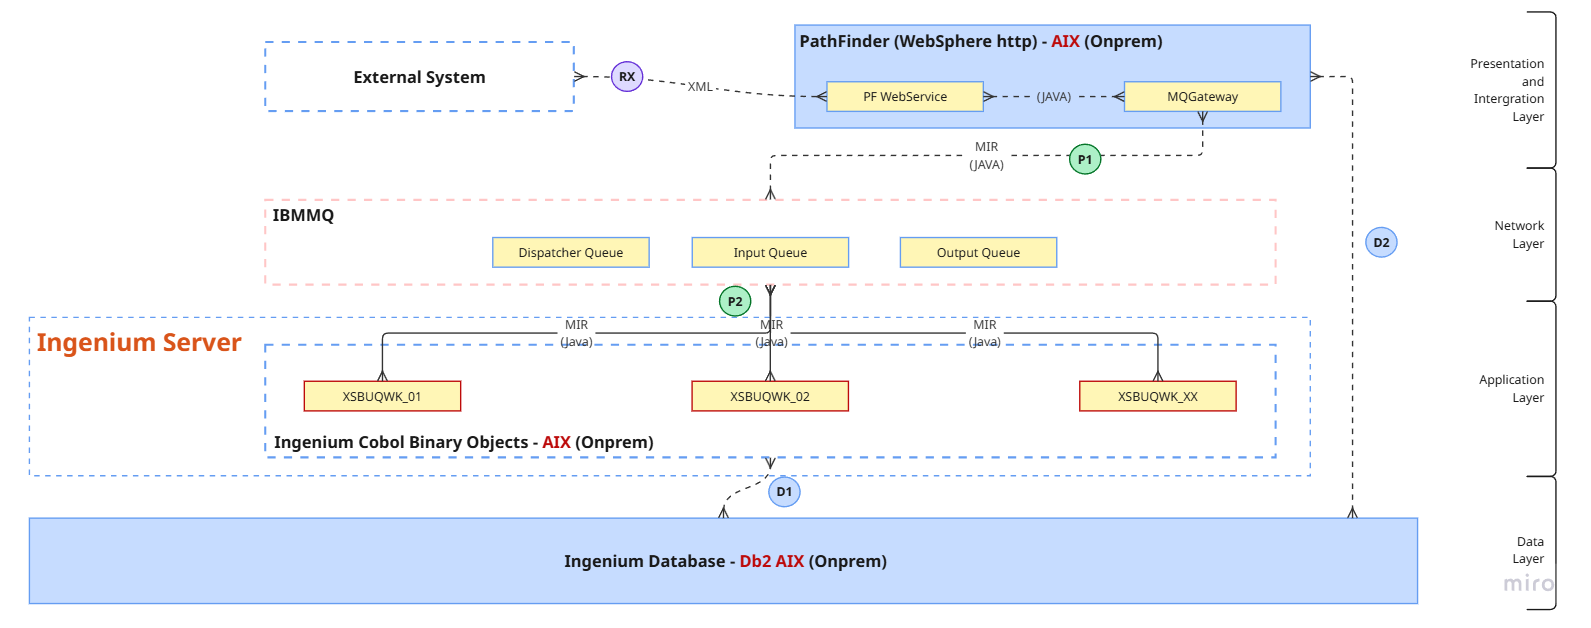 External System
RX
XML
PathFinder (WebSphere http) - AIX (Onprem)
PF WebService
(JAVA)
MQGateway
Presentation
and
Intergration
Layer
MIR
(JAVA)
P1
IBMMQ
Dispatcher Queue
Input Queue
Output Queue
Network
Layer
D2
P2
Ingenium Server
MIR
(Java)
MIR
(Java)
MIR
(Java)
XSBUQWK_01
XSBUQWK_02
XSBUQWK_XX
Ingenium Cobol Binary Objects - AIX (Onprem)
Application
Layer
D1
Ingenium Database - Db2 AIX (Onprem)
Data
Layer
miro